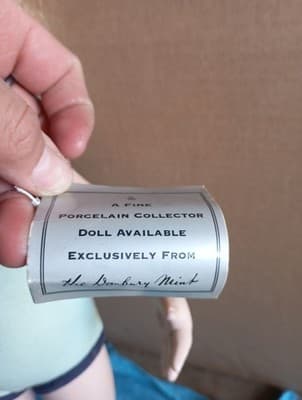 A FINE
PORCELAIN COLLECTOR
DOLL AVAILABLE
EXCLUSIVELY FROM
the Danbury Mint